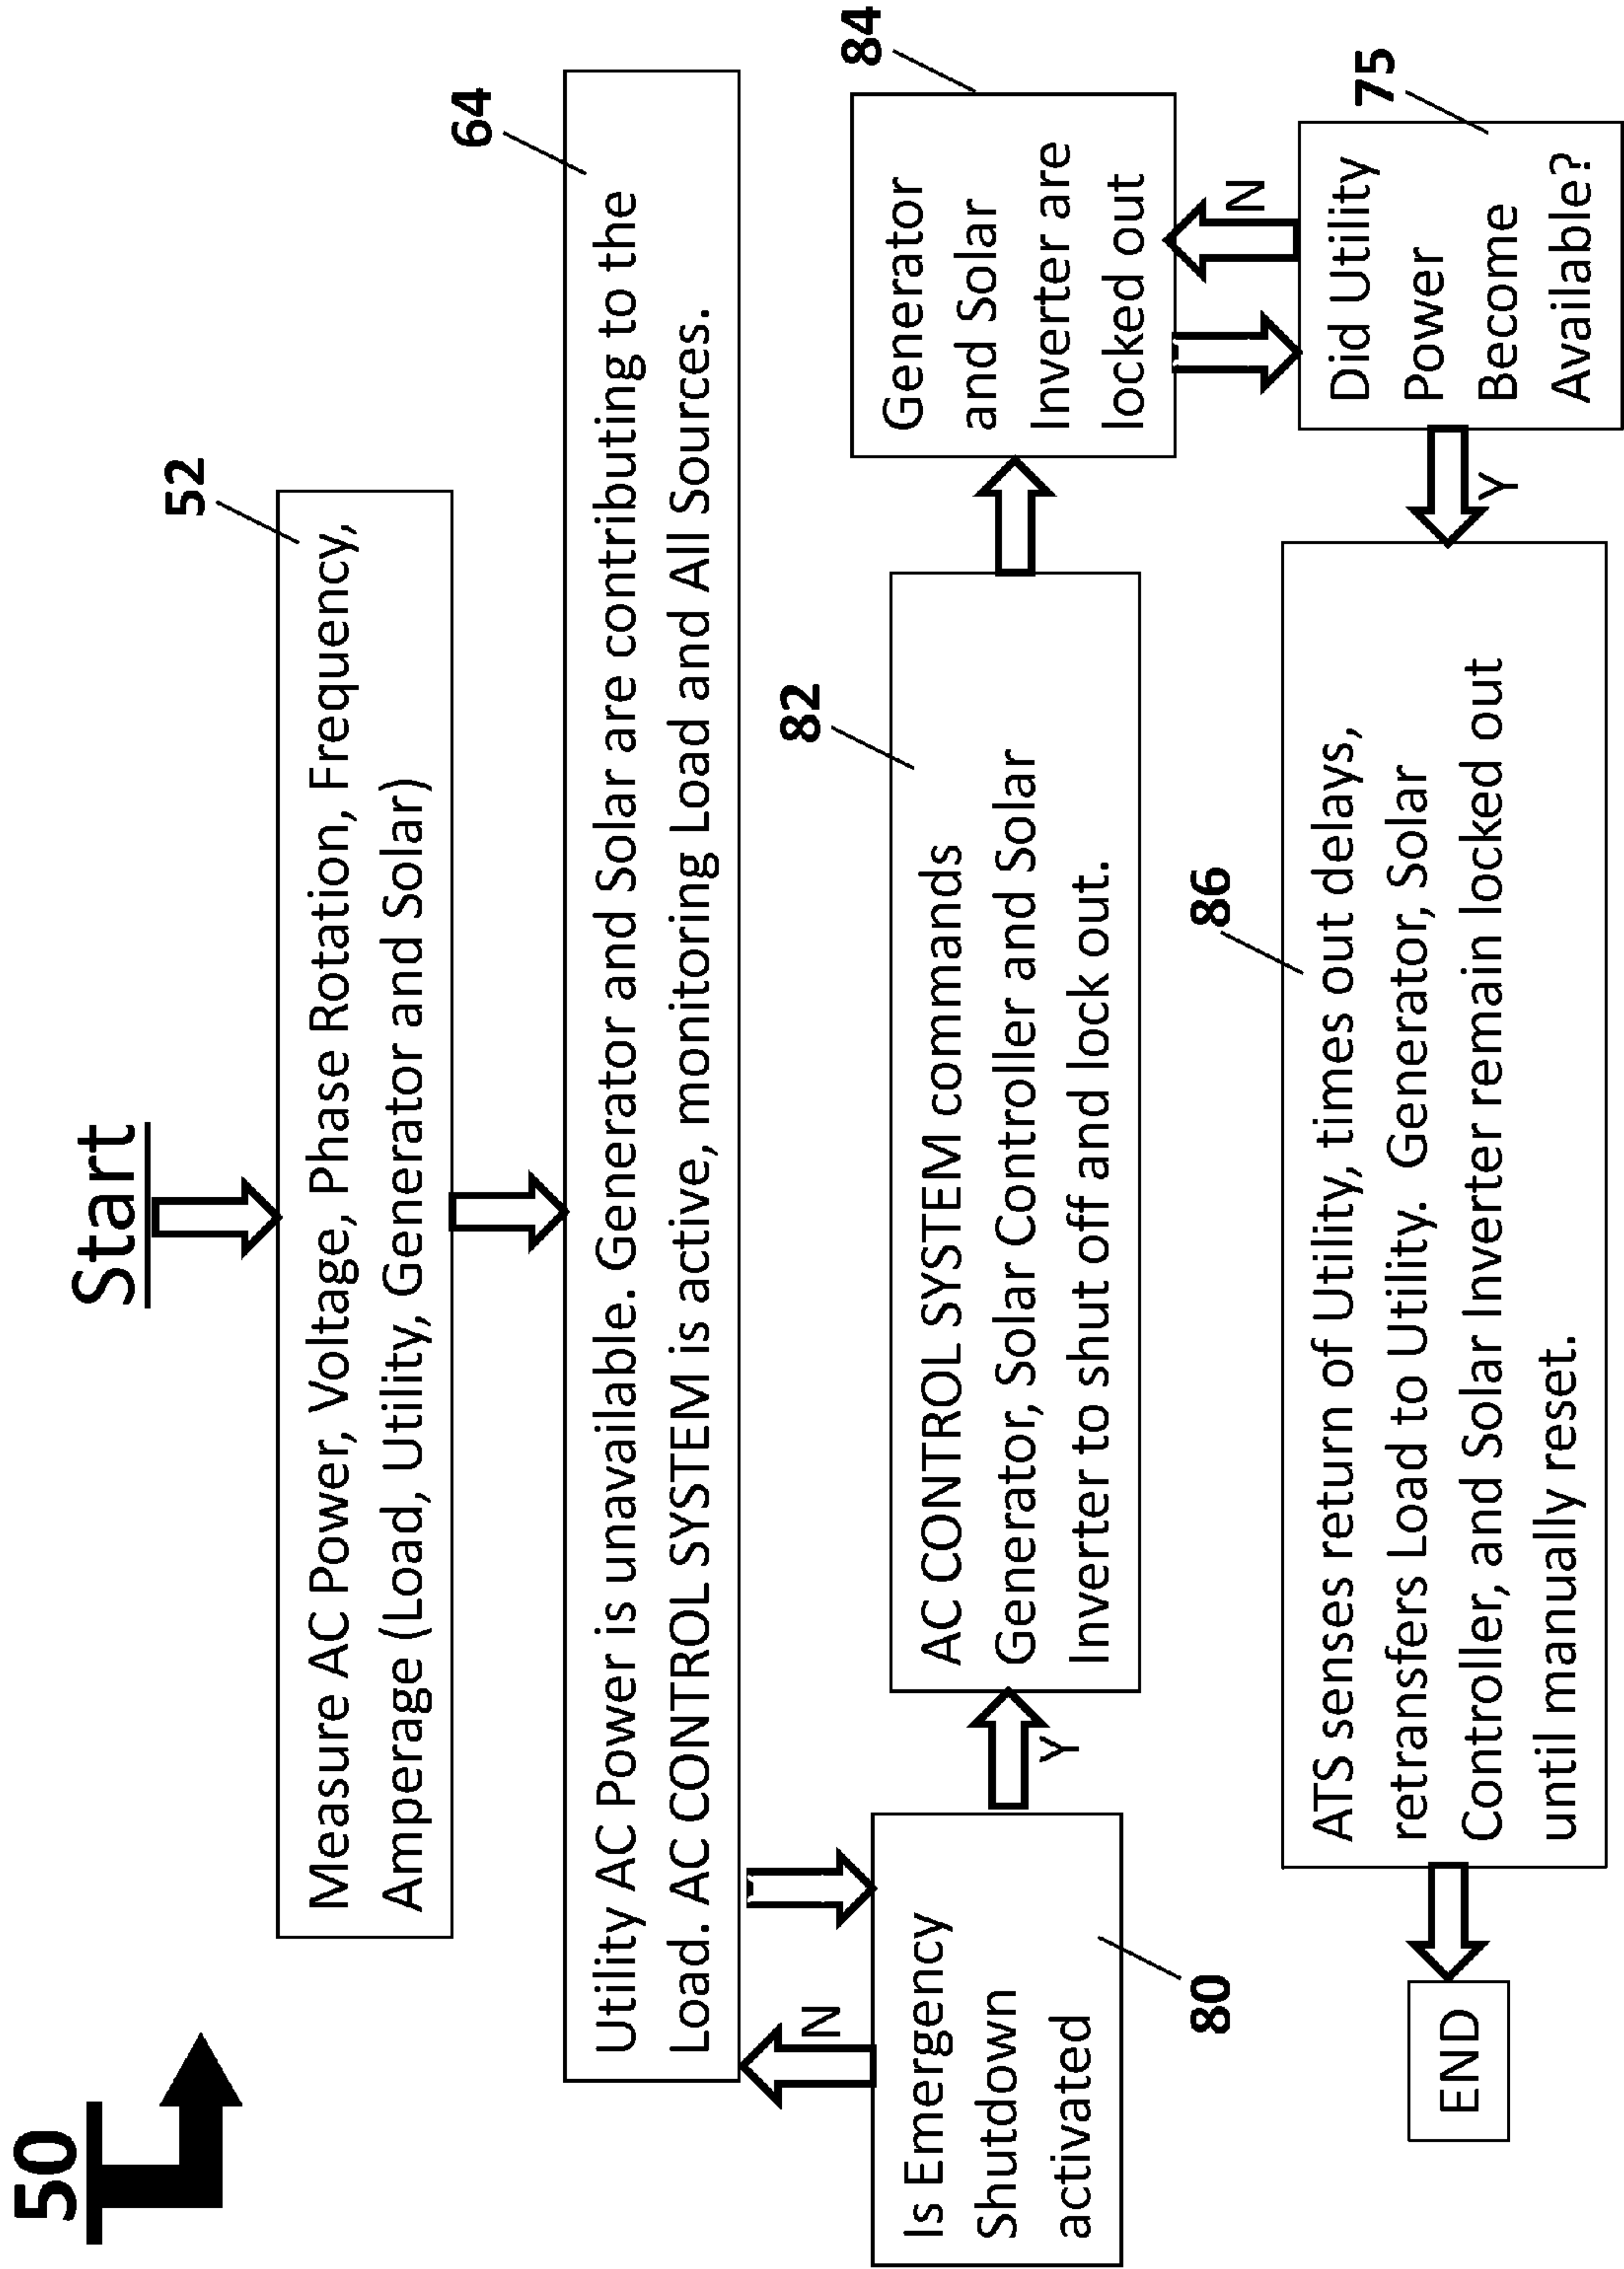 50
Start
52
Measure AC Power, Voltage, Phase Rotation, Frequency,
Amperage (Load, Utility, Generator and Solar)
64
Utility AC Power is unavailable. Generator and Solar are contributing to the
Load. AC CONTROL SYSTEM is active, monitoring Load and All Sources.
N
80
Is Emergency
Shutdown
activated
Y
82
AC CONTROL SYSTEM commands
Generator, Solar Controller and Solar
Inverter to shut off and lock out.
84
Generator
and Solar
Inverter are
locked out
N
75
Did Utility
Power
Become
Available?
Y
86
ATS senses return of Utility, times out delays,
retransfers Load to Utility. Generator, Solar
Controller, and Solar Inverter remain locked out
until manually reset.
END